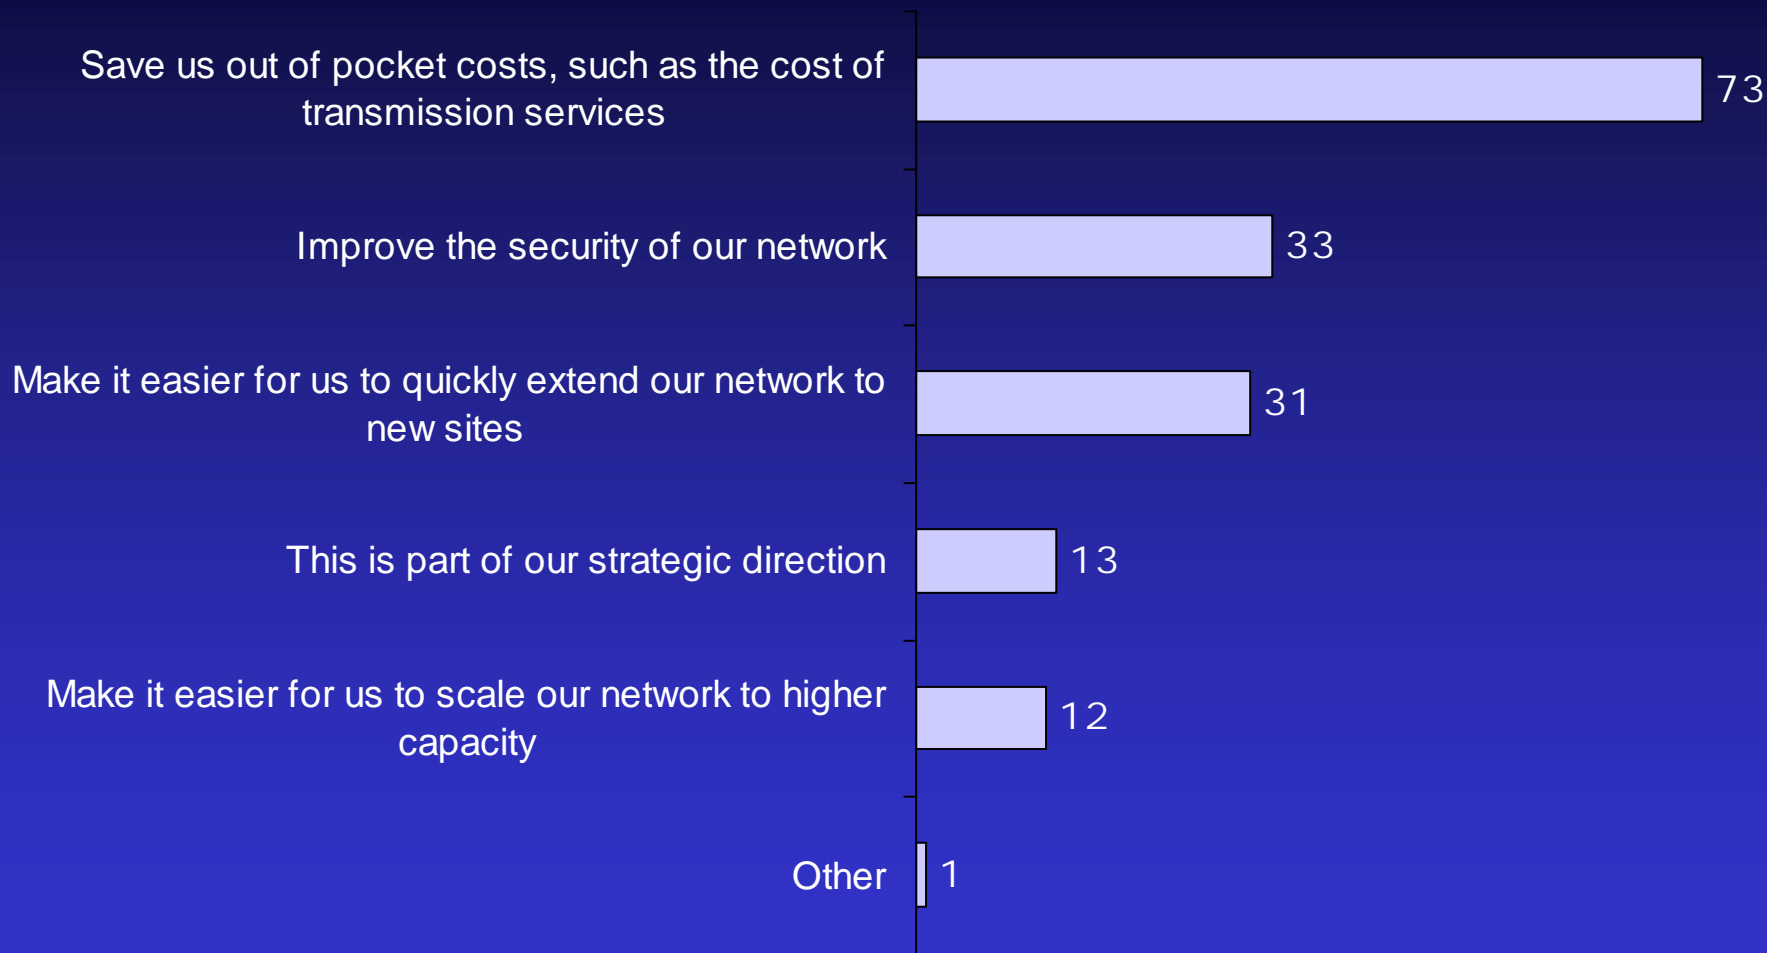 Save us out of pocket costs, such as the cost of
transmission services
73
Improve the security of our network
33
Make it easier for us to quickly extend our network to
new sites
31
This is part of our strategic direction
13
Make it easier for us to scale our network to higher
capacity
12
Other
1